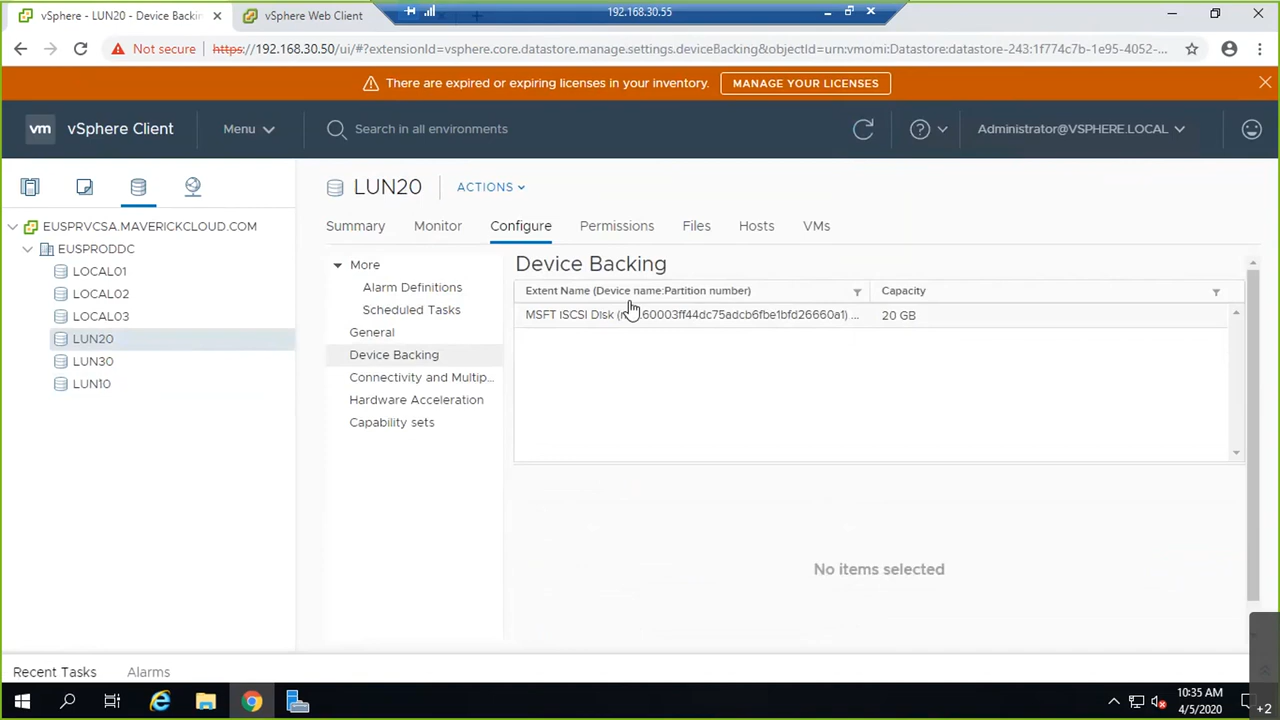 vSphere - LUN20 - Device Backin
vSphere Web Client
192.168.30.55
Not secure
https://192.168.30.50/ui/#?extensionId=vsphere.core.datastore.manage.settings.deviceBacking&objectId=urn:vmomi:Datastore:datastore-243:1f774c7b-1e95-4052-...
There are expired or expiring licenses in your inventory.
MANAGE YOUR LICENSES
vm
vSphere Client
Menu
Search in all environments
Administrator@VSPHERE.LOCAL
LUN20
ACTIONS
Summary
Monitor
Configure
Permissions
Files
Hosts
VMs
EUSPRVCSA.MAVERICKCLOUD.COM
EUSPRODDC
LOCAL01
LOCAL02
LOCAL03
LUN20
LUN30
LUN10
More
Alarm Definitions
Scheduled Tasks
General
Device Backing
Connectivity and Multip...
Hardware Acceleration
Capability sets
Device Backing
Extent Name (Device name:Partition number)
Capacity
MSFT iSCSI Disk 60003ff44dc75adcb6fbe1bfd26660a1) ...
20 GB
No items selected
Recent Tasks
Alarms
10:35 AM
4/5/2020
+2